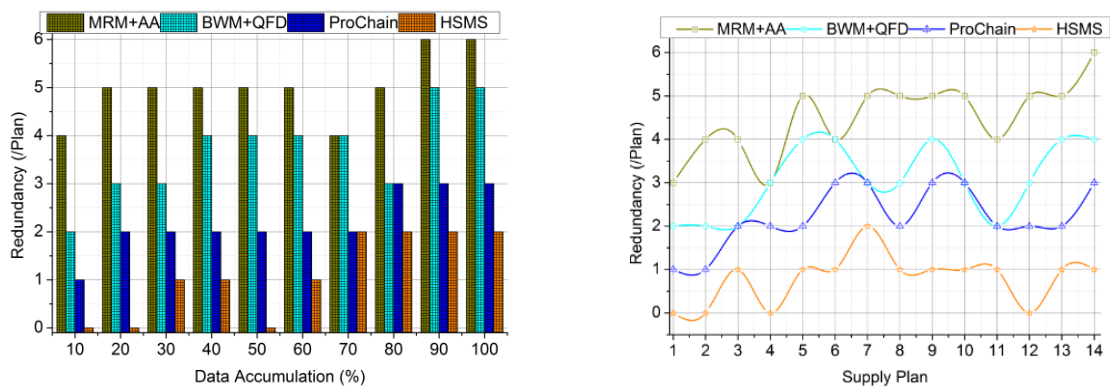 MRM+AA BWM+QFD ProChain HSMS
6
5
4
3
2
1
0
Redundancy (/Plan)
10 20 30 40 50 60 70 80 90 100
Data Accumulation (%)
MRM+AA BWM+QFD ProChain HSMS
6
5
4
3
2
1
0
Redundancy (/Plan)
1 2 3 4 5 6 7 8 9 10 11 12 13 14
Supply Plan